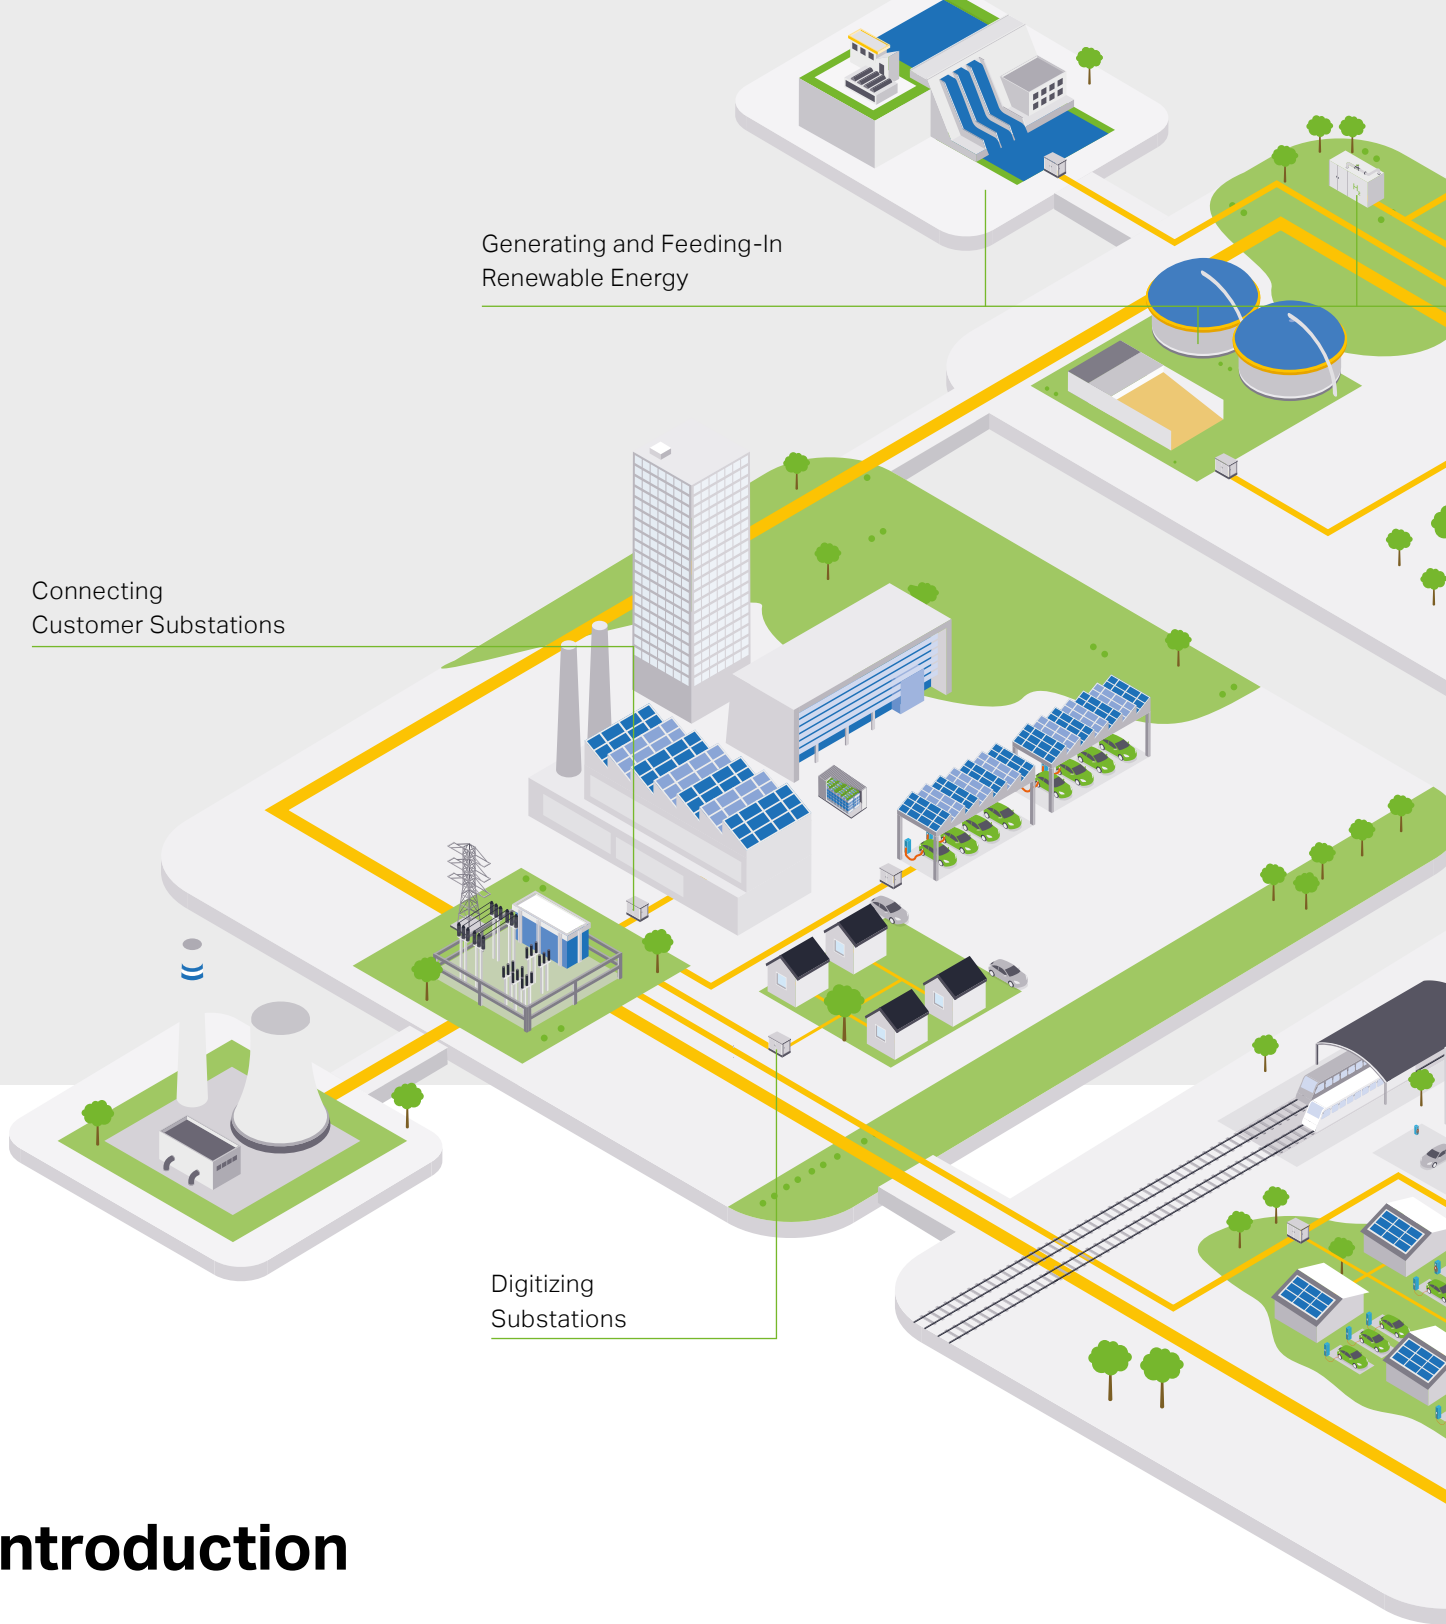 Generating and Feeding-In
Renewable Energy
Connecting
Customer Substations
Digitizing
Substations
ntroduction